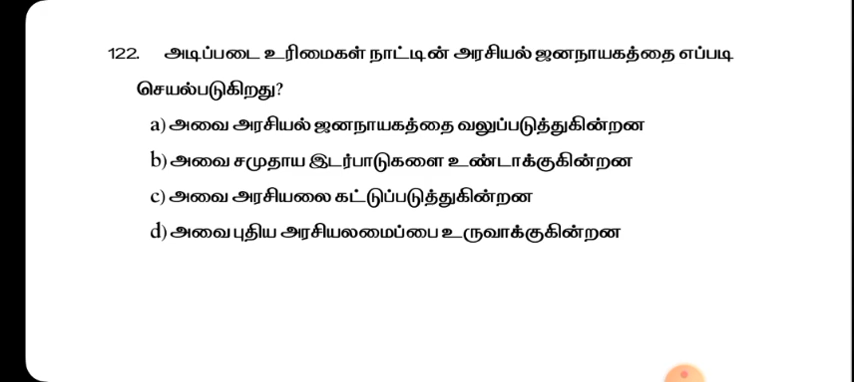 122. அடிப்படை உரிமைகள் நாட்டின் அரசியல் ஜனநாயகத்தை எப்படி
செயல்படுகிறது?
a) அவை அரசியல் ஜனநாயகத்தை வலுப்படுத்துகின்றன
b) அவை சமுதாய இடர்பாடுகளை உண்டாக்குகின்றன
c) அவை அரசியலை கட்டுப்படுத்துகின்றன
d) அவை புதிய அரசியலமைப்பை உருவாக்குகின்றன